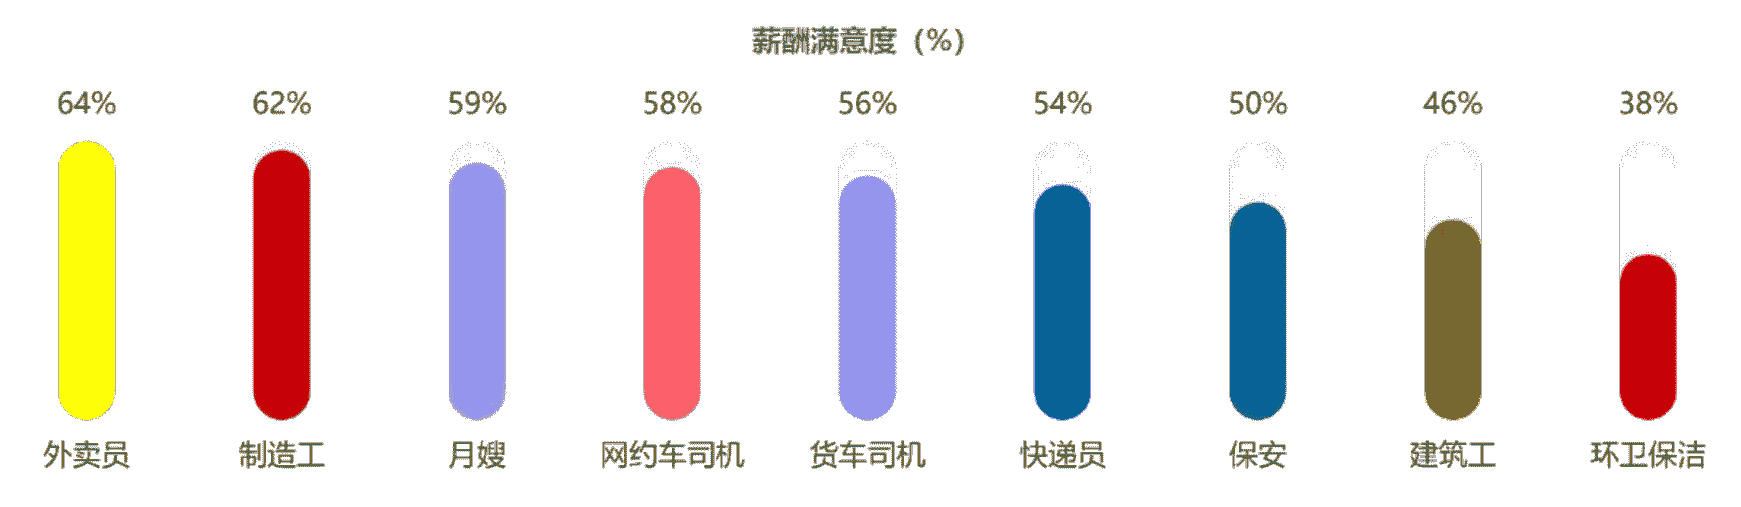 薪酬满意度（%）
64% 62% 59% 58% 56% 54% 50% 46% 38%
外卖员 制造工 月嫂 网约车司机 货车司机 快递员 保安 建筑工 环卫保洁